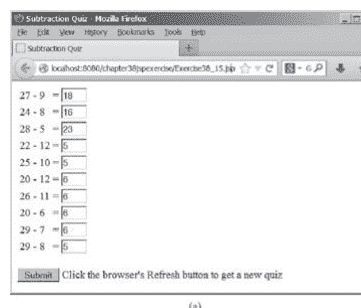 Subtraction Quiz - Mozilla Firefox
File Edit View History Bookmarks Tools Help
Subtraction Quiz +
localhost:8080/chapter38jspexercise/Exercise38_15.jsp
27 - 9 = 18
24 - 8 = 16
28 - 5 = 23
22 - 12 = 5
25 - 10 = 5
20 - 12 = 6
26 - 11 = 6
20 - 6 = 6
29 - 7 = 6
29 - 8 = 5
Submit Click the browser's Refresh button to get a new quiz
(a)